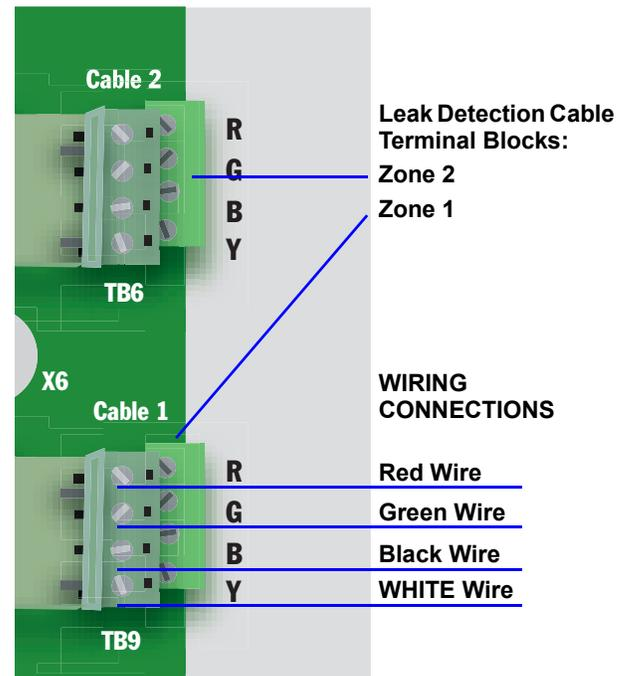 Cable 2
R
G
B
Y
TB6
Leak Detection Cable
Terminal Blocks:
Zone 2
Zone 1
X6
Cable 1
WIRING
CONNECTIONS
R
Red Wire
G
Green Wire
B
Black Wire
Y
WHITE Wire
TB9